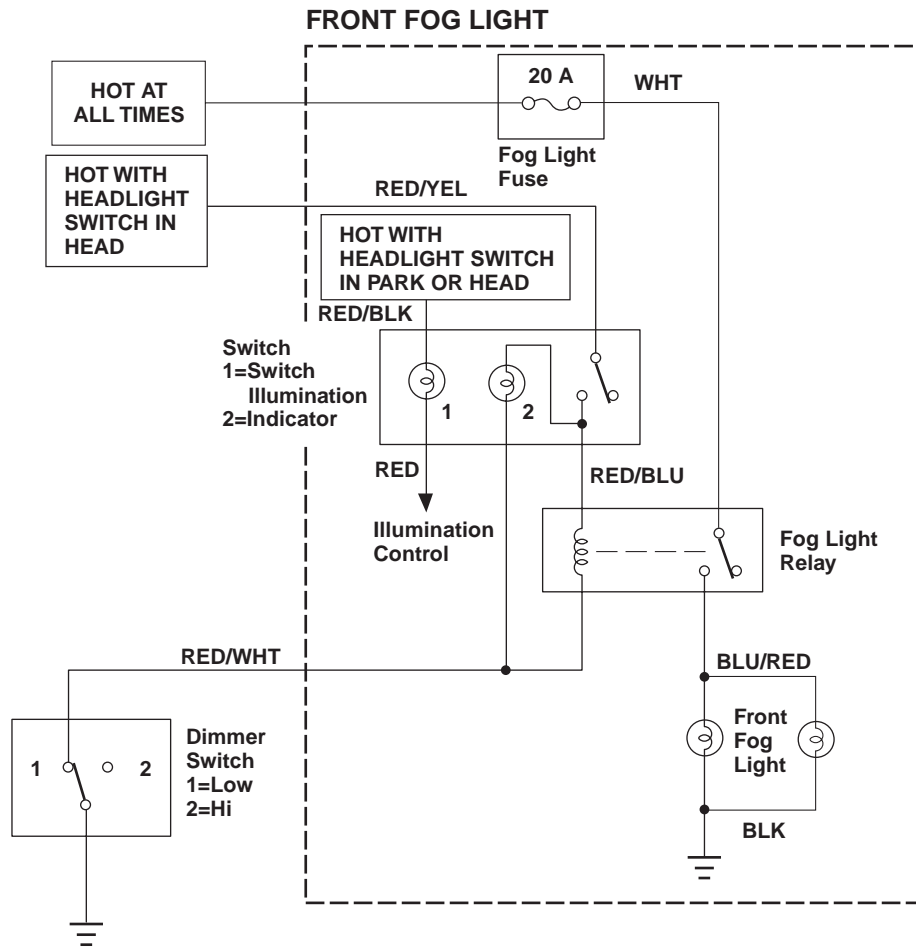 FRONT FOG LIGHT
HOT AT
ALL TIMES
20 A
WHT
Fog Light
Fuse
HOT WITH
HEADLIGHT
SWITCH IN
HEAD
RED/YEL
HOT WITH
HEADLIGHT SWITCH
IN PARK OR HEAD
RED/BLK
Switch
1=Switch
Illumination
2=Indicator
1
2
RED
RED/BLU
Illumination
Control
Fog Light
Relay
RED/WHT
BLU/RED
Dimmer
Switch
1=Low
2=Hi
1
2
Front
Fog
Light
BLK